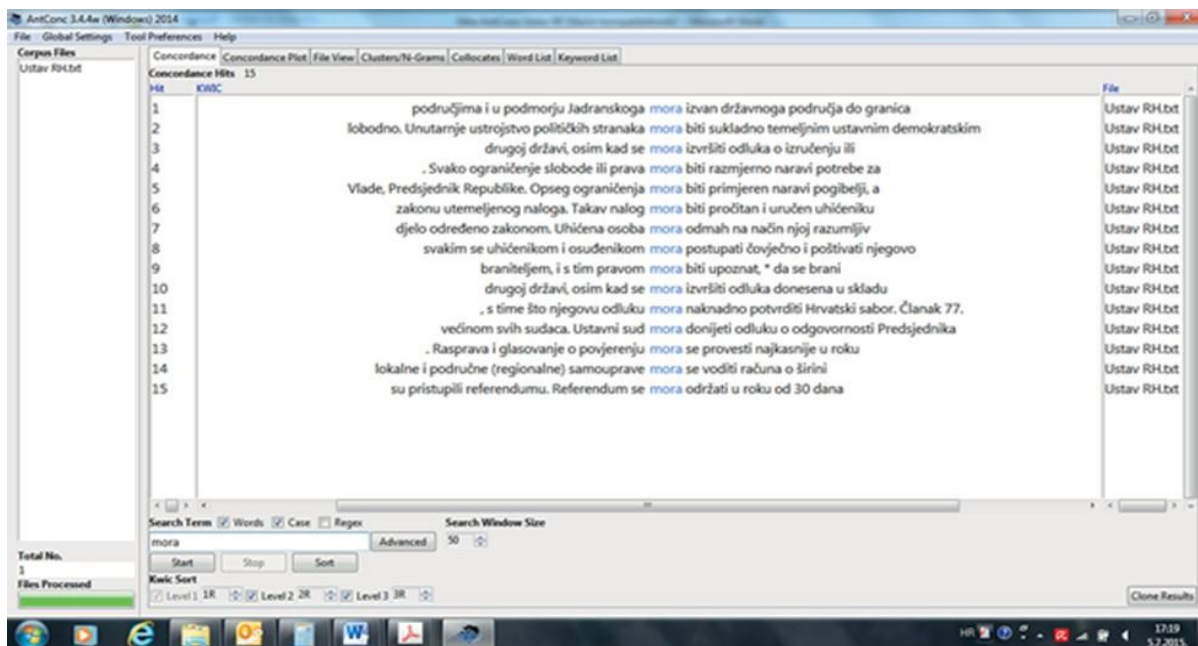 AntConc 3.4.4w (Windows) 2014
File Global Settings Tool Preferences Help
Corpus Files
Ustav RH.txt
Concordance Concordance Plot File View Clusters/N-Grams Collocates Word List Keyword List
Concordance Hits 15
Hit KWIC File
1 područjima i u podmorju Jadranskoga mora izvan državnoga područja do granica Ustav RH.txt
2 lobodno. Unutarnje ustrojstvo političkih stranaka mora biti sukladno temeljnim ustavnim demokratskim Ustav RH.txt
3 drugoj državi, osim kad se mora izvršiti odluka o izručenju ili Ustav RH.txt
4 . Svako ograničenje slobode ili prava mora biti razmjerno naravi potrebe za Ustav RH.txt
5 Vlade, Predsjednik Republike. Opseg ograničenja mora biti primjeren naravi pogibelji, a Ustav RH.txt
6 zakonu utemeljenog naloga. Takav nalog mora biti pročitan i uručen uhićeniku Ustav RH.txt
7 djelo određeno zakonom. Uhićena osoba mora odmah na način njoj razumljiv Ustav RH.txt
8 svakim se uhićenikom i osuđenikom mora postupati čovječno i poštivati njegovo Ustav RH.txt
9 braniteljem, i s tim pravom mora biti upoznat, * da se brani Ustav RH.txt
10 drugoj državi, osim kad se mora izvršiti odluka donesena u skladu Ustav RH.txt
11 , s time što njegovu odluku mora naknadno potvrditi Hrvatski sabor. Članak 77. Ustav RH.txt
12 većinom svih sudaca. Ustavni sud mora donijeti odluku o odgovornosti Predsjednika Ustav RH.txt
13 . Rasprava i glasovanje o povjerenju mora se provesti najkasnije u roku Ustav RH.txt
14 lokalne i područne (regionalne) samouprave mora se voditi računa o širini Ustav RH.txt
15 su pristupili referendumu. Referendum se mora održati u roku od 30 dana Ustav RH.txt
Search Term Words Case Regex Search Window Size
mora Advanced 50
Start Stop Sort
Total No.
1
Files Processed
Kwic Sort
Level 1 1R Level 2 2R Level 3 3R Clone Results
HR 17:19
5.7.2015.